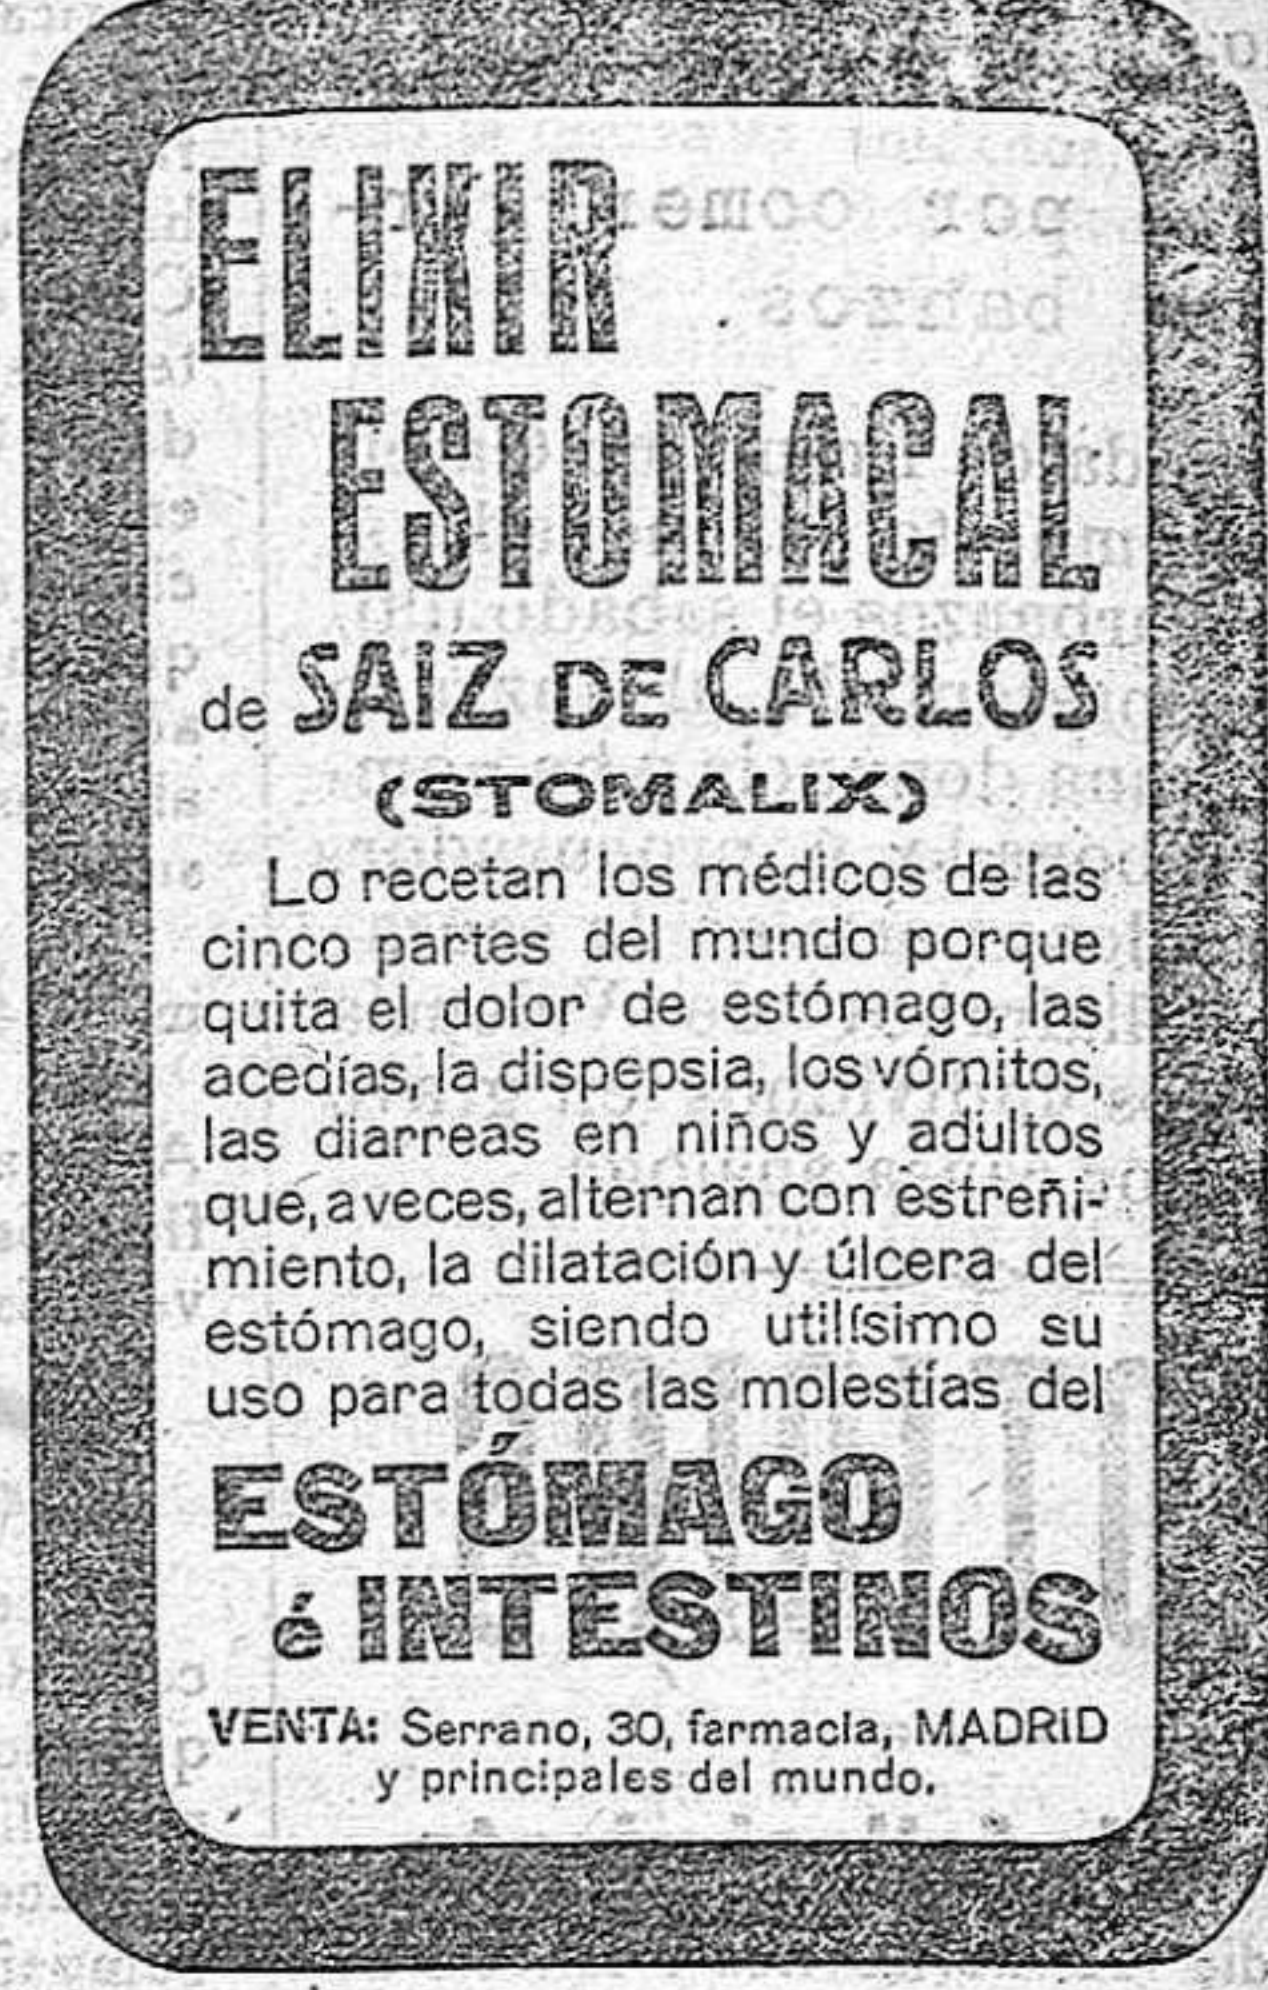 ELIXIR
ESTOMACAL
de SAIZ DE CARLOS
(STOMALIX)
Lo recetan los médicos de las
cinco partes del mundo porque
quita el dolor de estómago, las
acedías, la dispepsia, los vómitos,
las diarreas en niños y adultos
que, a veces, alternan con estreñi-
miento, la dilatación y úlcera del
estómago, siendo utilísimo su
uso para todas las molestías del
ESTÓMAGO
é INTESTINOS
VENTA: Serrano, 30, farmacia, MADRID
y principales del mundo.